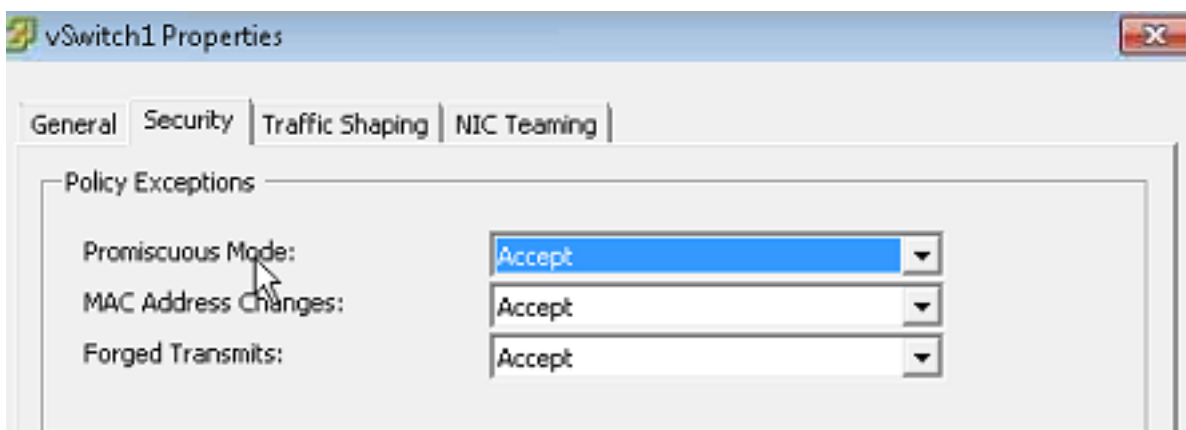 vSwitch1 Properties
General Security Traffic Shaping NIC Teaming
Policy Exceptions
Promiscuous Mode: Accept
MAC Address Changes: Accept
Forged Transmits: Accept